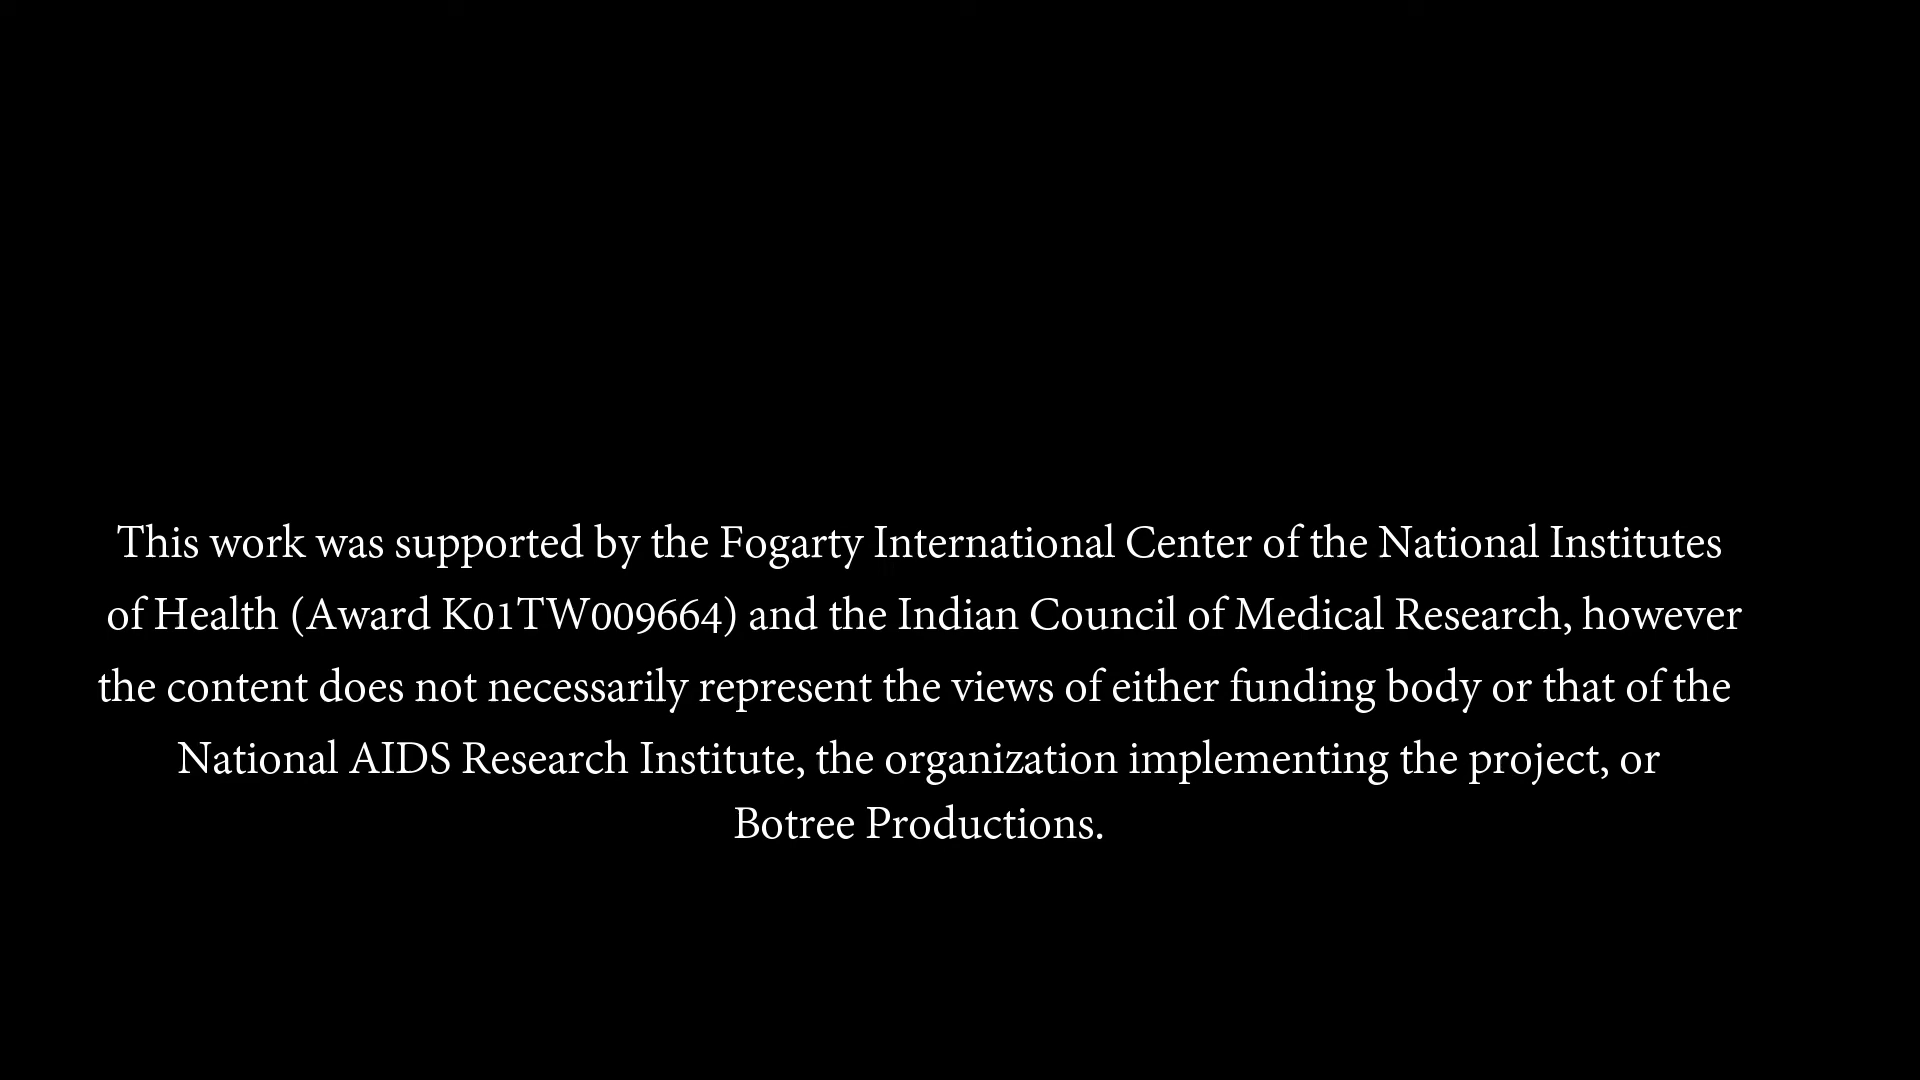 This work was supported by the Fogarty International Center of the National Institutes
of Health (Award K01TW009664) and the Indian Council of Medical Research, however
the content does not necessarily represent the views of either funding body or that of the
National AIDS Research Institute, the organization implementing the project, or
Botree Productions.